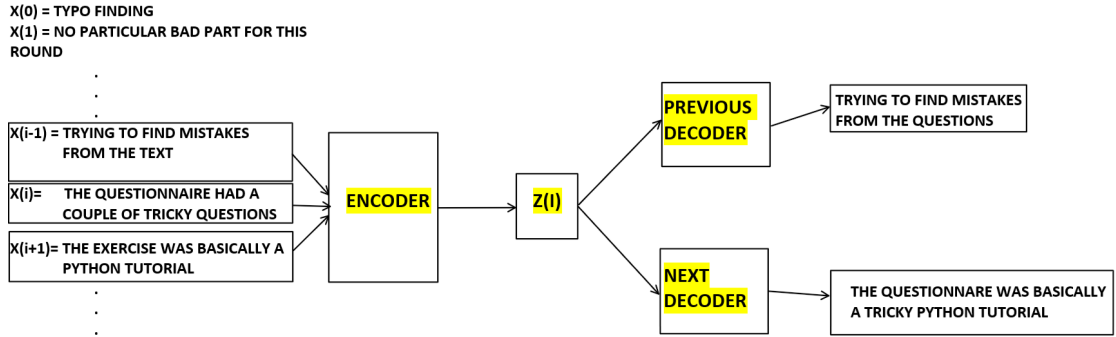 X(0) = TYPO FINDING
X(1) = NO PARTICULAR BAD PART FOR THIS
ROUND
.
.
.
X(i-1) = TRYING TO FIND MISTAKES
FROM THE TEXT
X(i)= THE QUESTIONNAIRE HAD A
COUPLE OF TRICKY QUESTIONS
X(i+1)= THE EXERCISE WAS BASICALLY A
PYTHON TUTORIAL
.
.
.
ENCODER
Z(I)
PREVIOUS
DECODER
TRYING TO FIND MISTAKES
FROM THE QUESTIONS
NEXT
DECODER
THE QUESTIONNARE WAS BASICALLY
A TRICKY PYTHON TUTORIAL